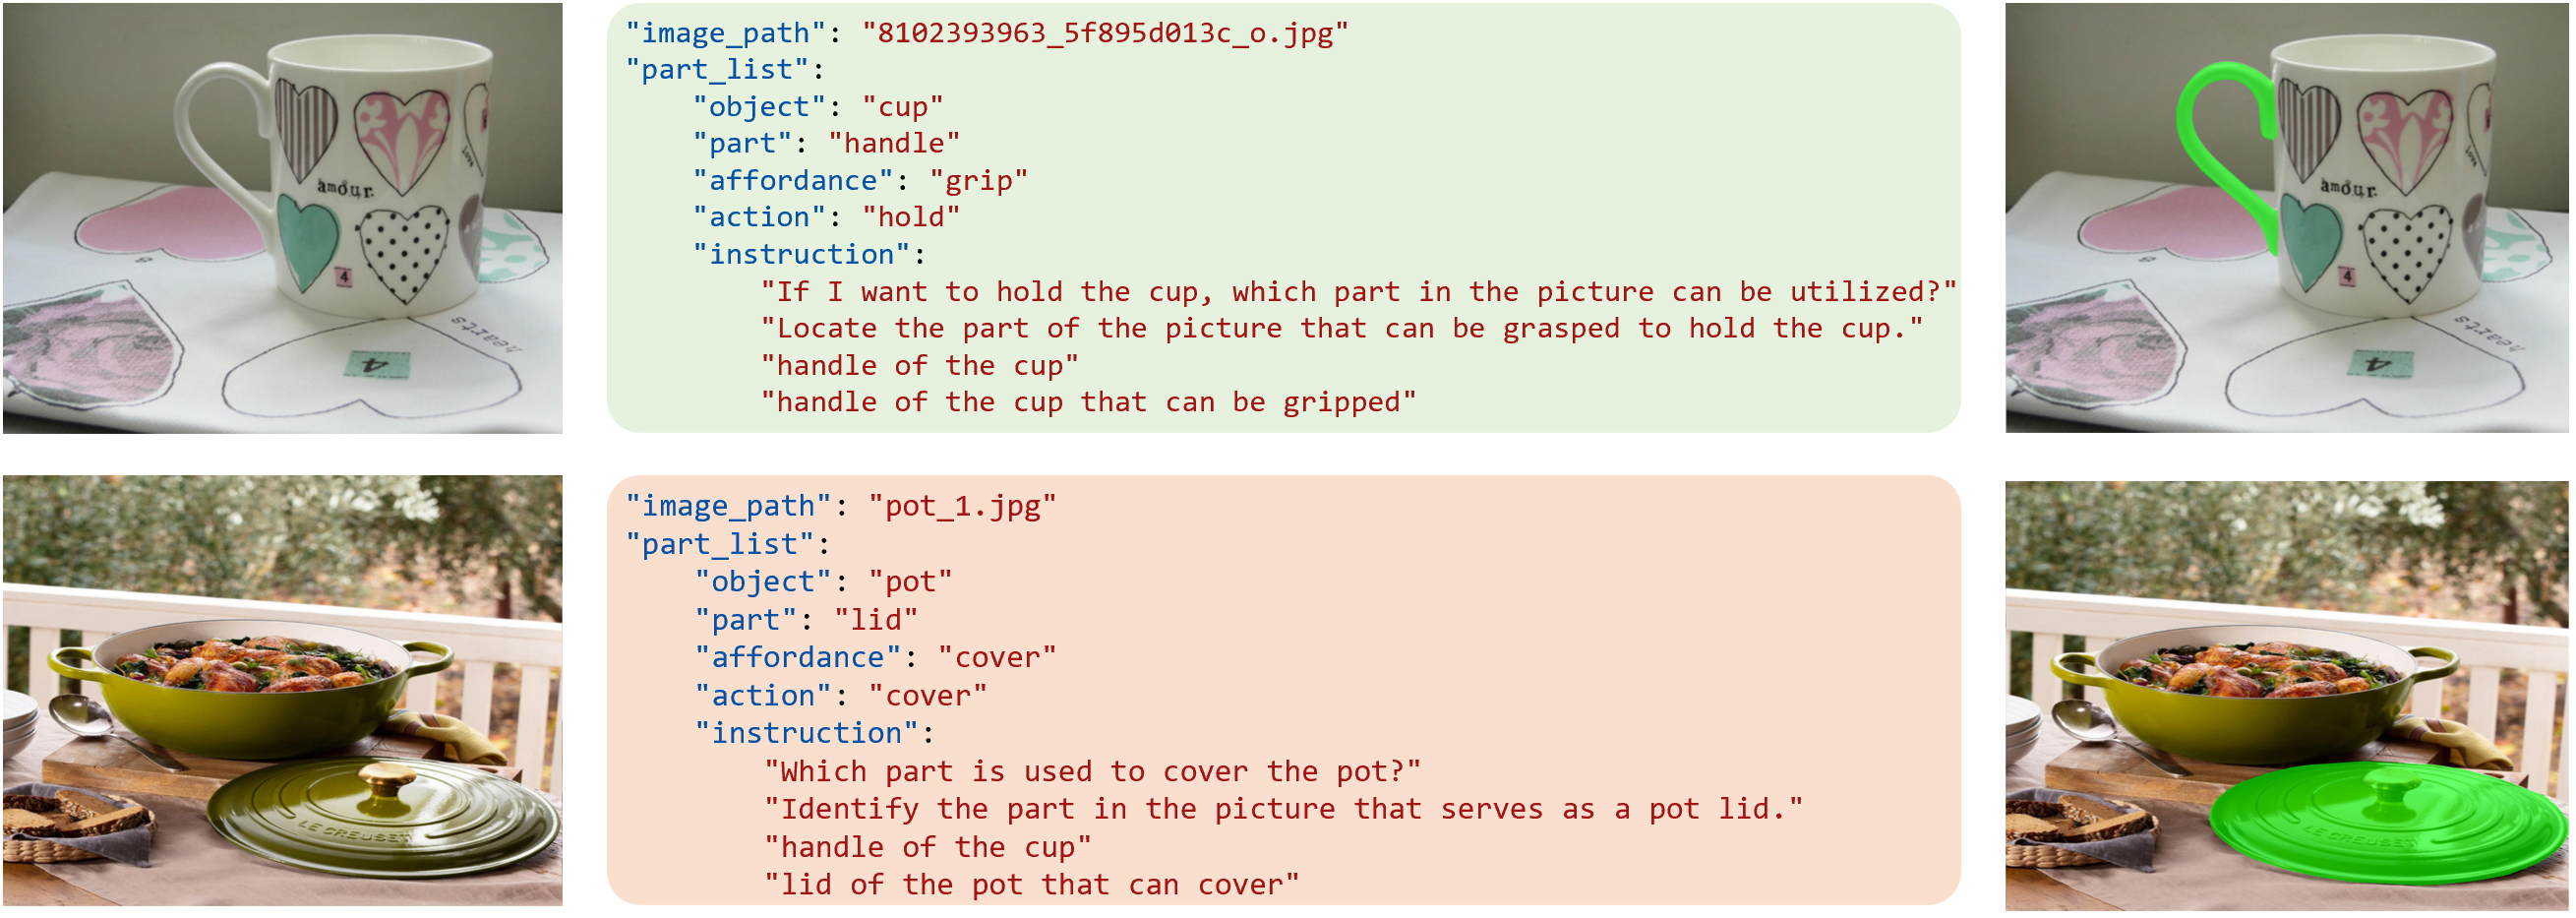 amour.
4
hearts
4
"image_path": "8102393963_5f895d013c_o.jpg"
"part_list":
"object": "cup"
"part": "handle"
"affordance": "grip"
"action": "hold"
"instruction":
"If I want to hold the cup, which part in the picture can be utilized?"
"Locate the part of the picture that can be grasped to hold the cup."
"handle of the cup"
"handle of the cup that can be gripped"
amour.
4
hearts
4
LE CREUSET
"image_path": "pot_1.jpg"
"part_list":
"object": "pot"
"part": "lid"
"affordance": "cover"
"action": "cover"
"instruction":
"Which part is used to cover the pot?"
"Identify the part in the picture that serves as a pot lid."
"handle of the cup"
"lid of the pot that can cover"
LE CREUSET